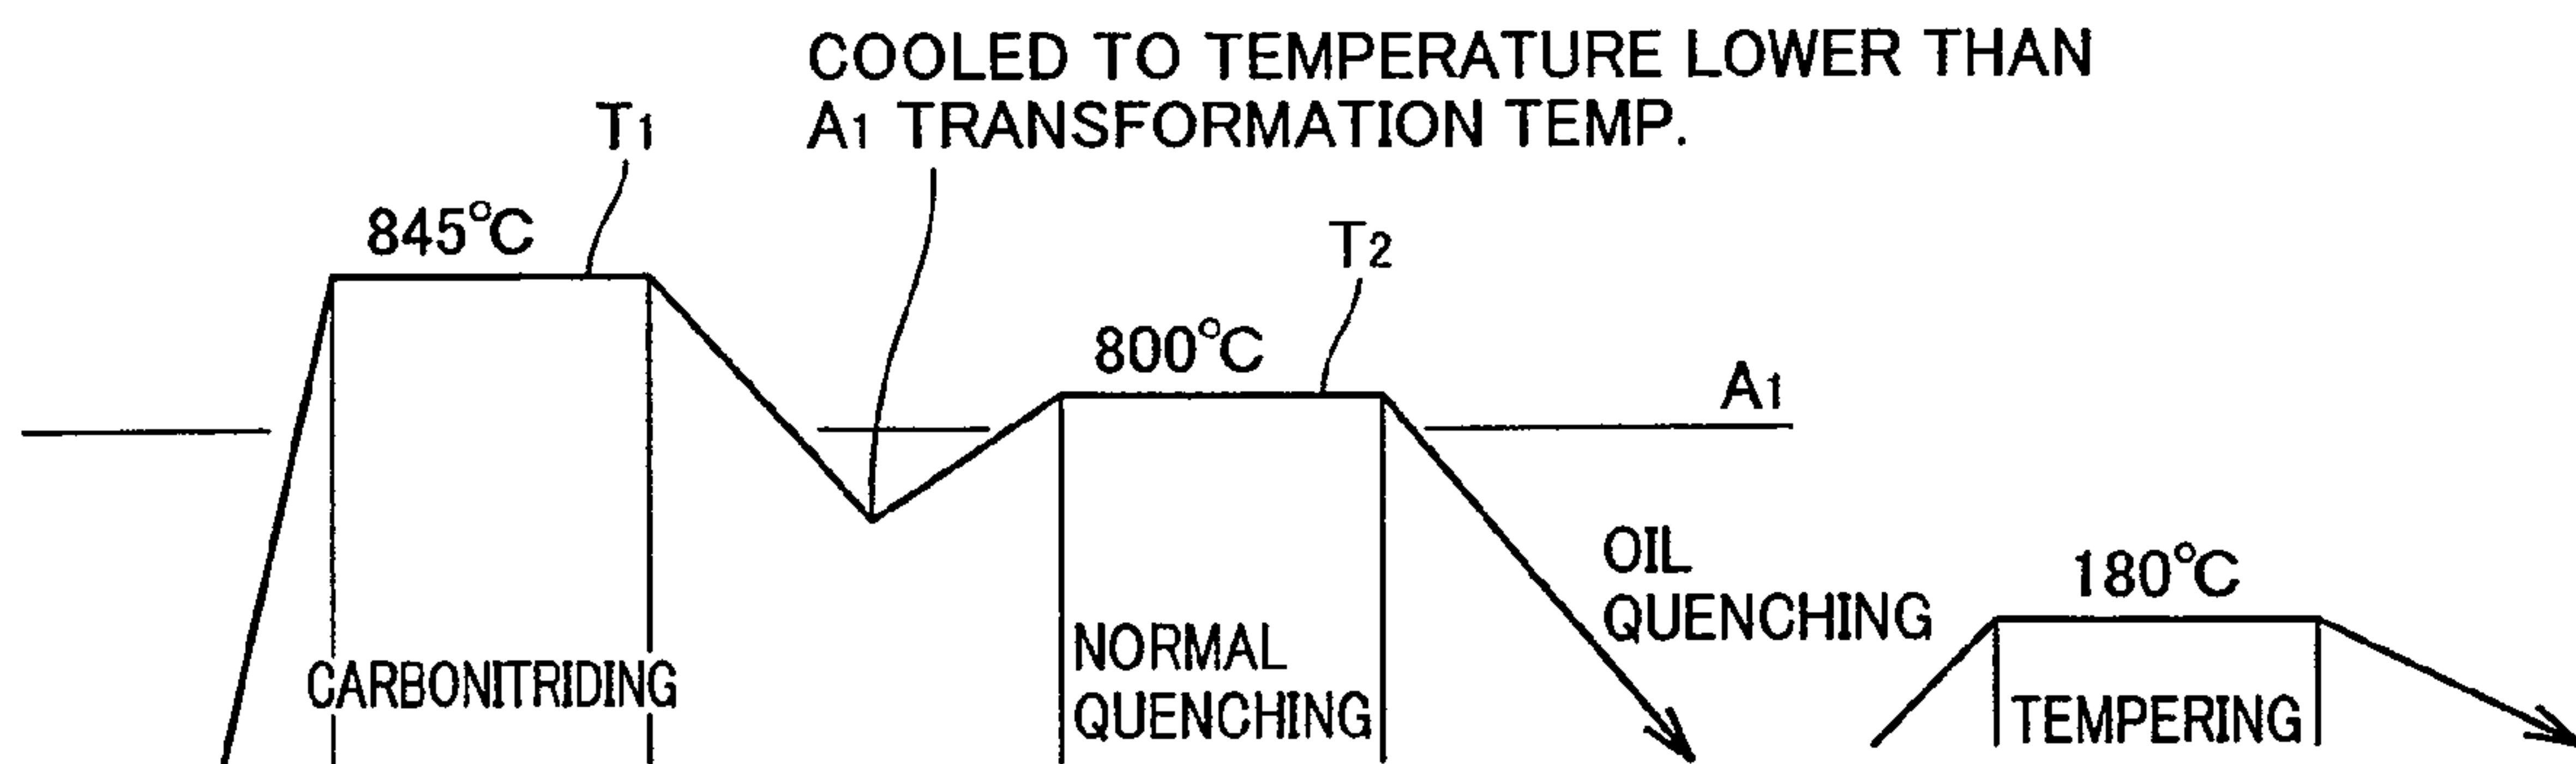 COOLED TO TEMPERATURE LOWER THAN
A1 TRANSFORMATION TEMP.
T1
845°C
T2
800°C
A1
OIL
QUENCHING
180°C
CARBONITRIDING
NORMAL
QUENCHING
TEMPERING